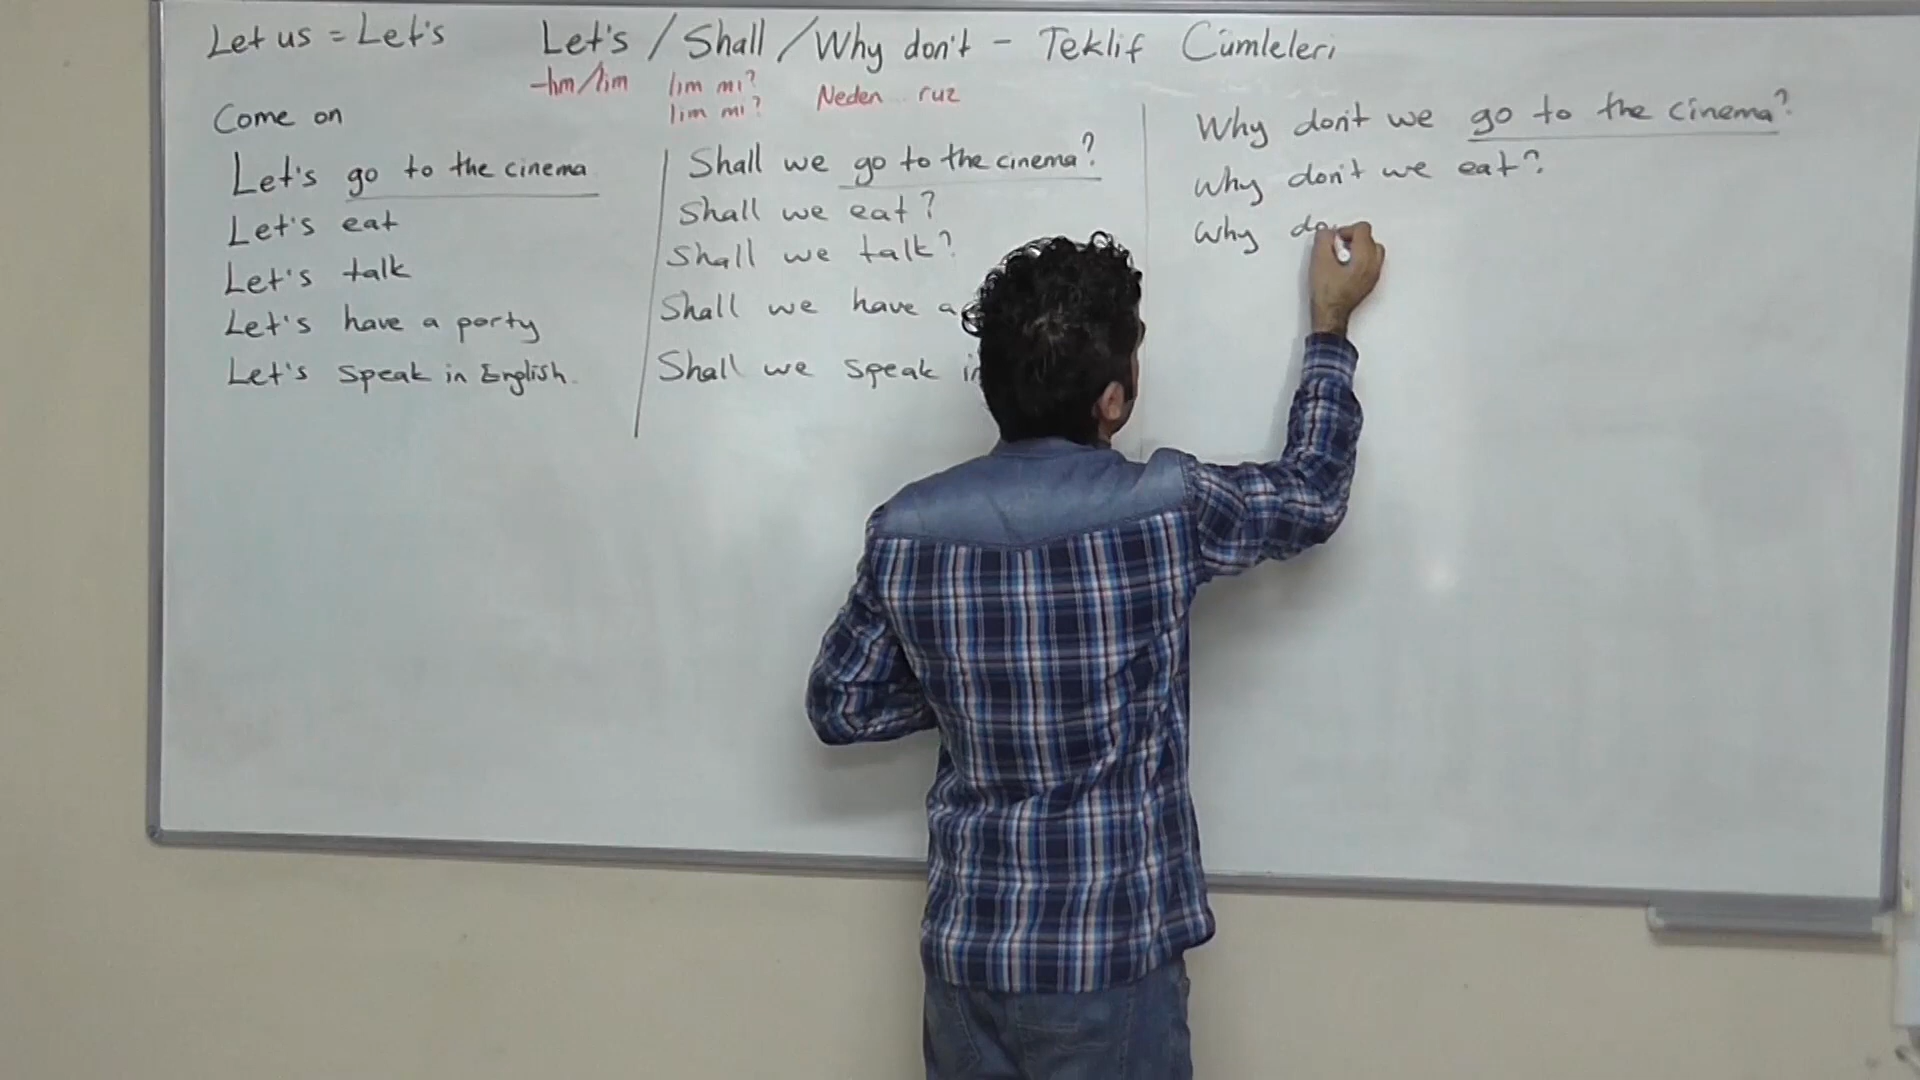 Let us = Let's
Let's / Shall / Why don't - Teklif Cümleleri
-lım/lim
lım mı?
lim mi?
Neden .. ruz
Come on
Let's go to the cinema
Let's eat
Let's talk
Let's have a party
Let's speak in English.
Shall we go to the cinema?
Shall we eat?
Shall we talk?
Shall we have a
Shall we speak in
Why don't we go to the cinema?
Why don't we eat?
Why do